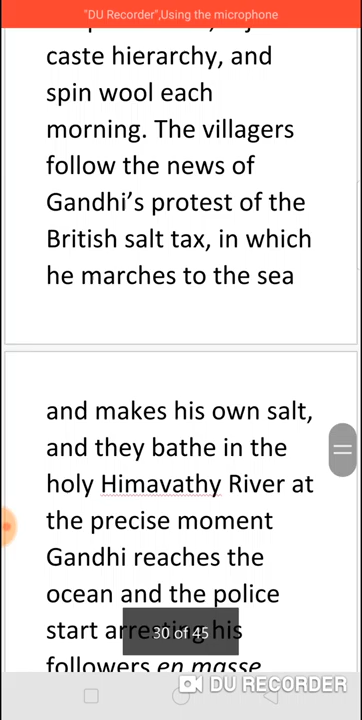 "DU Recorder",Using the microphone
caste hierarchy, and
spin wool each
morning. The villagers
follow the news of
Gandhi’s protest of the
British salt tax, in which
he marches to the sea
and makes his own salt,
and they bathe in the
holy Himavathy River at
the precise moment
Gandhi reaches the
ocean and the police
start arresting his
30 of 45
followers en masse
DU RECORDER